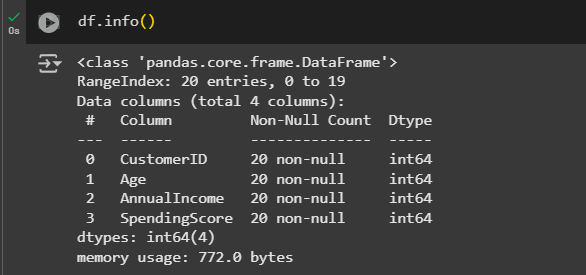 df.info()
0s
<class 'pandas.core.frame.DataFrame'>
RangeIndex: 20 entries, 0 to 19
Data columns (total 4 columns):
 #   Column         Non-Null Count  Dtype
---  ------         --------------  -----
 0   CustomerID     20 non-null     int64
 1   Age            20 non-null     int64
 2   AnnualIncome   20 non-null     int64
 3   SpendingScore  20 non-null     int64
dtypes: int64(4)
memory usage: 772.0 bytes